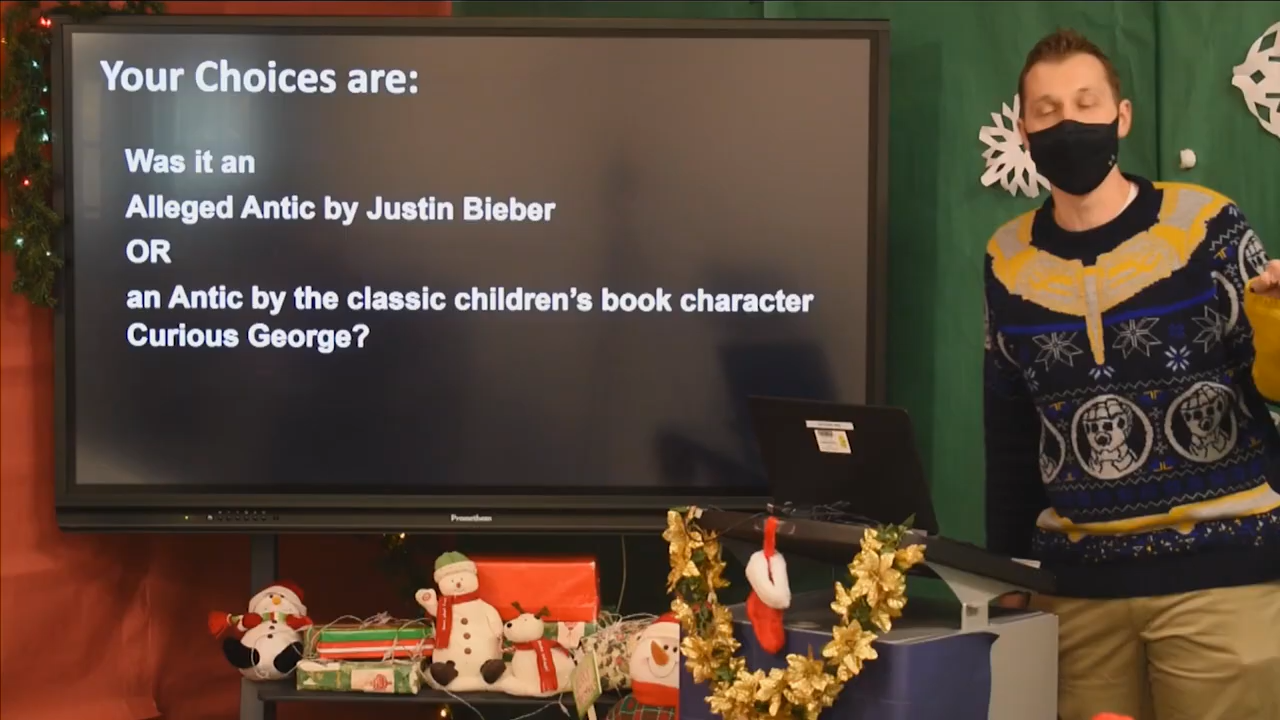 Your Choices are:
Was it an
Alleged Antic by Justin Bieber
OR
an Antic by the classic children’s book character
Curious George?
Promethean